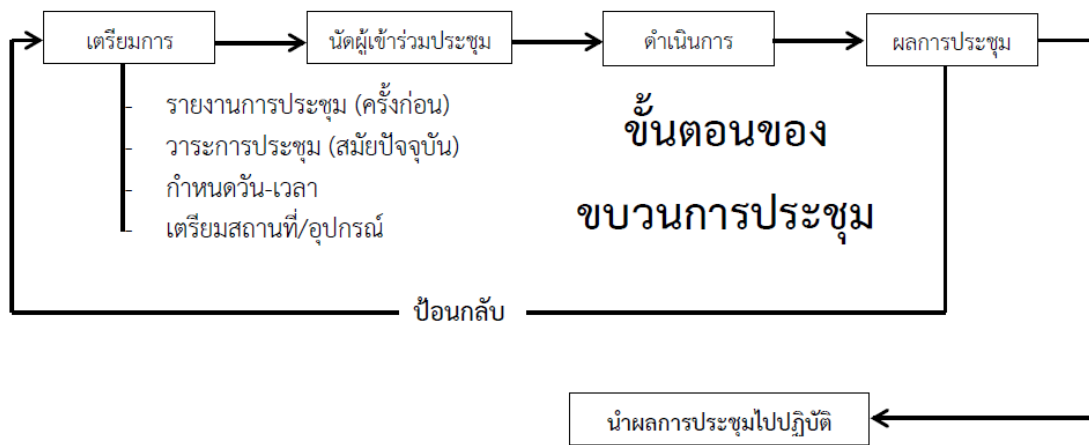 เตรียมการ
นัดผู้เข้าร่วมประชุม
ดำเนินการ
ผลการประชุม
- รายงานการประชุม (ครั้งก่อน)
- วาระการประชุม (สมัยปัจจุบัน)
- กำหนดวัน-เวลา
- เตรียมสถานที่/อุปกรณ์
ขั้นตอนของ
ขบวนการประชุม
ป้อนกลับ
นำผลการประชุมไปปฏิบัติ